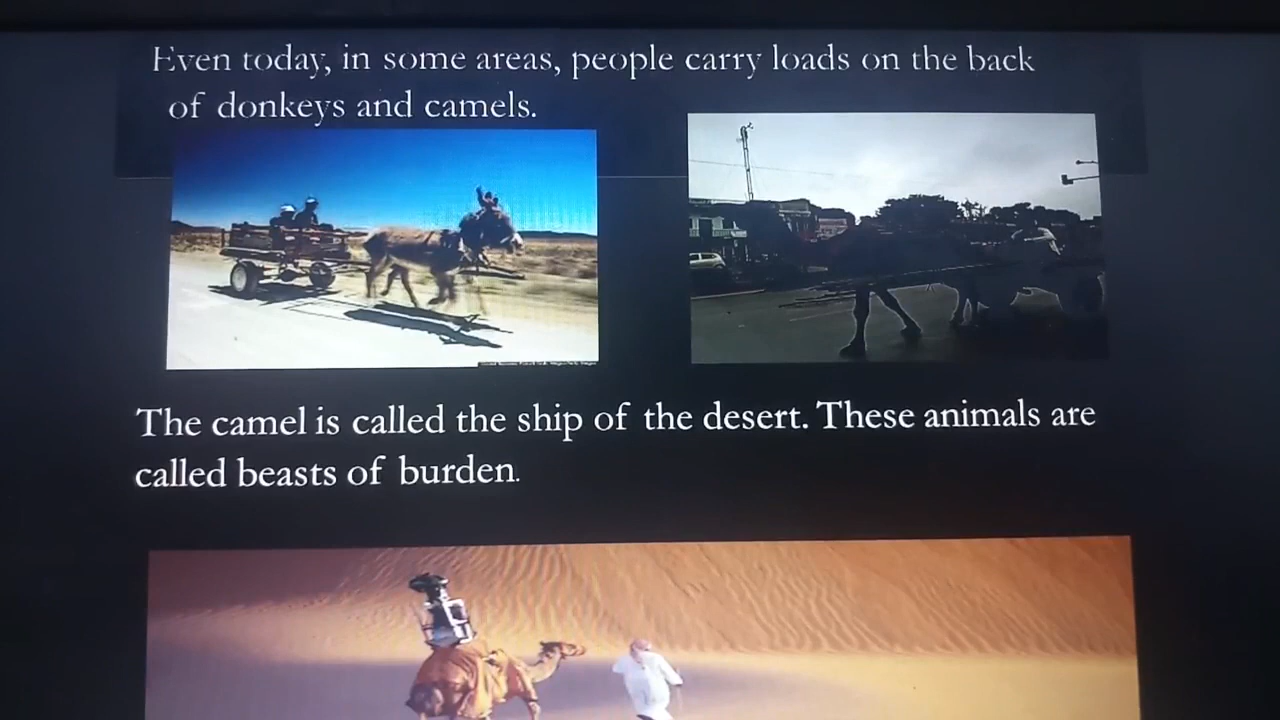 Even today, in some areas, people carry loads on the back
of donkeys and camels.
The camel is called the ship of the desert. These animals are
called beasts of burden.